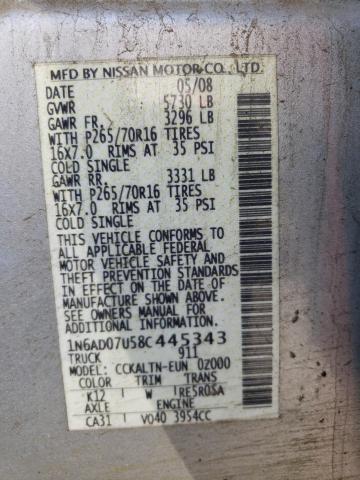 MFD BY NISSAN MOTOR CO., LTD.
DATE 05/08
GVWR 5730 LB
GAWR FR. 3296 LB
WITH P265/70R16 TIRES
16X7.0 RIMS AT 35 PSI
COLD SINGLE
GAWR RR. 3331 LB
WITH P265/70R16 TIRES
16X7.0 RIMS AT 35 PSI
COLD SINGLE
THIS VEHICLE CONFORMS TO
ALL APPLICABLE FEDERAL
MOTOR VEHICLE SAFETY AND
THEFT PREVENTION STANDARDS
IN EFFECT ON THE DATE OF
MANUFACTURE SHOWN ABOVE.
SEE OWNERS MANUAL FOR
ADDITIONAL INFORMATION.
1N6AD07U58C445343
TRUCK 911
MODEL: CCKALTN-EUN 0Z000
COLOR TRIM TRANS
K12 W RE5R05A
AXLE ENGINE
CA31 VQ40 3954CC